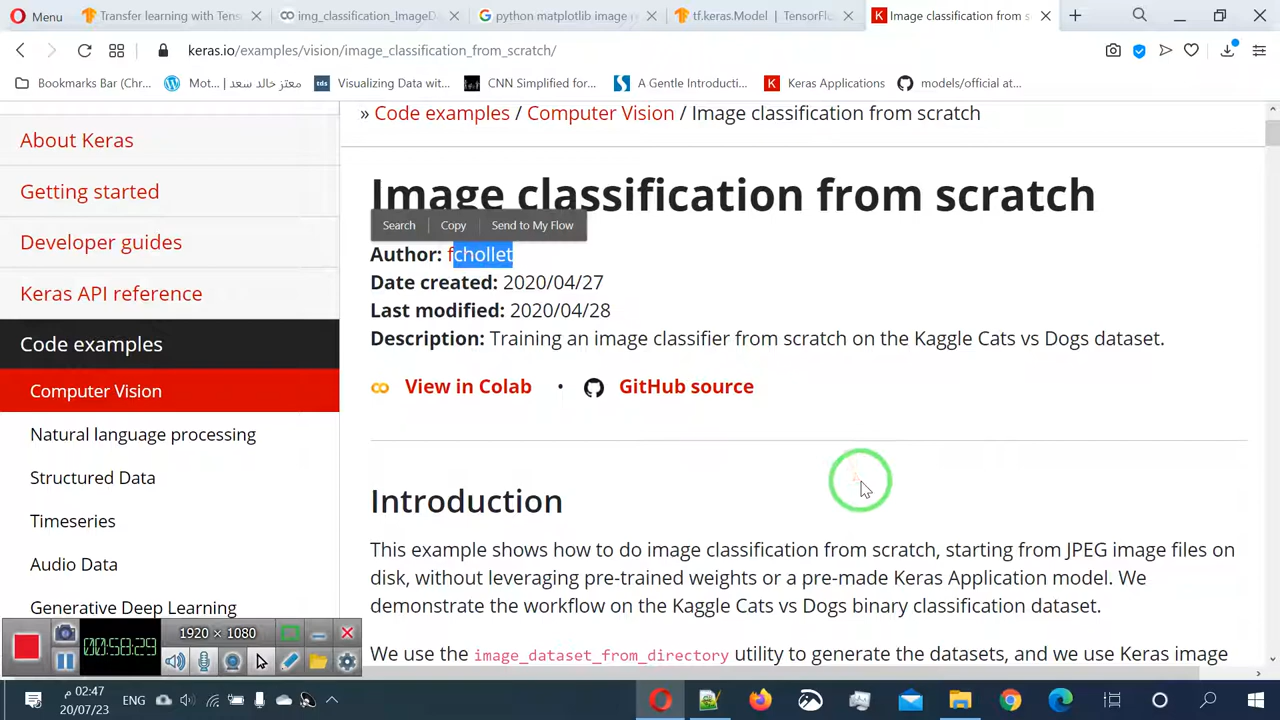 Transfer learning with Tens
img_classification_ImageDa
python matplotlib image r
tf.keras.Model | TensorFlo
Image classification from s
keras.io/examples/vision/image_classification_from_scratch/
Bookmarks Bar (Chr...
Mot... | معتز خالد سعد
Visualizing Data wit...
CNN Simplified for...
A Gentle Introducti...
Keras Applications
models/official at...
» Code examples / Computer Vision / Image classification from scratch
About Keras
Getting started
Developer guides
Keras API reference
Code examples
Computer Vision
Natural language processing
Structured Data
Timeseries
Audio Data
Generative Deep Learning
Image classification from scratch
Search
Copy
Send to My Flow
Author: fchollet
Date created: 2020/04/27
Last modified: 2020/04/28
Description: Training an image classifier from scratch on the Kaggle Cats vs Dogs dataset.
View in Colab • GitHub source
Introduction
This example shows how to do image classification from scratch, starting from JPEG image files on
disk, without leveraging pre-trained weights or a pre-made Keras Application model. We
demonstrate the workflow on the Kaggle Cats vs Dogs binary classification dataset.
We use the image_dataset_from_directory utility to generate the datasets, and we use Keras image
Menu
00:58:29
1920 × 1080
02:47 م
20/07/23
ENG